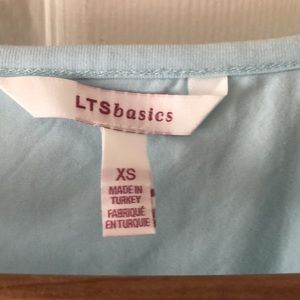 LTSbasics
XS
MADE IN
TURKEY
FABRIQUÉ
EN TURQUIE